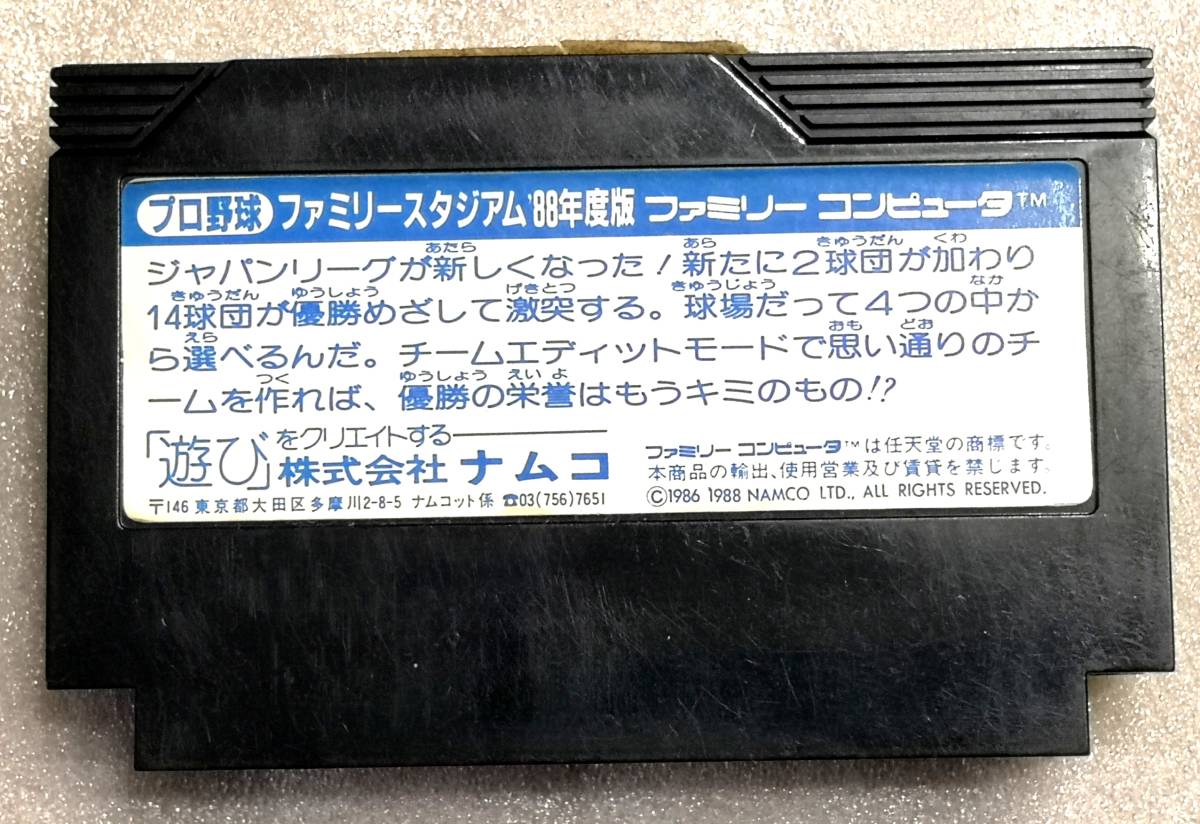 プロ野球 ファミリースタジアム'88年度版 ファミリー コンピュータTM
ジャパンリーグが新しくなった！新たに2球団が加わり
14球団が優勝めざして激突する。球場だって4つの中か
ら選べるんだ。チームエディットモードで思い通りのチ
ームを作れば、優勝の栄誉はもうキミのもの!?
「遊び」をクリエイトする
株式会社 ナムコ
〒146 東京都大田区多摩川2-8-5 ナムコット係 ☎03(756)7651
ファミリー コンピュータTMは任天堂の商標です。
本商品の輸出、使用営業及び賃貸を禁じます。
©1986 1988 NAMCO LTD., ALL RIGHTS RESERVED.